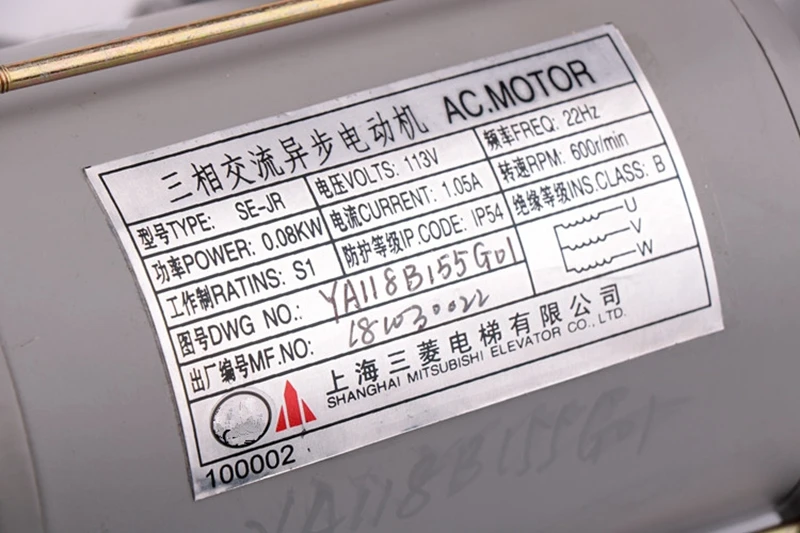 三相交流异步电动机 AC.MOTOR
型号TYPE: SE-JR 电压VOLTS: 113V 频率FREQ: 22Hz
功率POWER: 0.08KW 电流CURRENT: 1.05A 转速RPM: 600r/min
工作制RATINS: S1 防护等级IP.CODE: IP54 绝缘等级INS.CLASS: B
图号DWG NO.: YA118B155G01
出厂编号MF.NO:
U
V
W
上海三菱电梯有限公司
SHANGHAI MITSUBISHI ELEVATOR CO., LTD.
100002
YA118B155G01